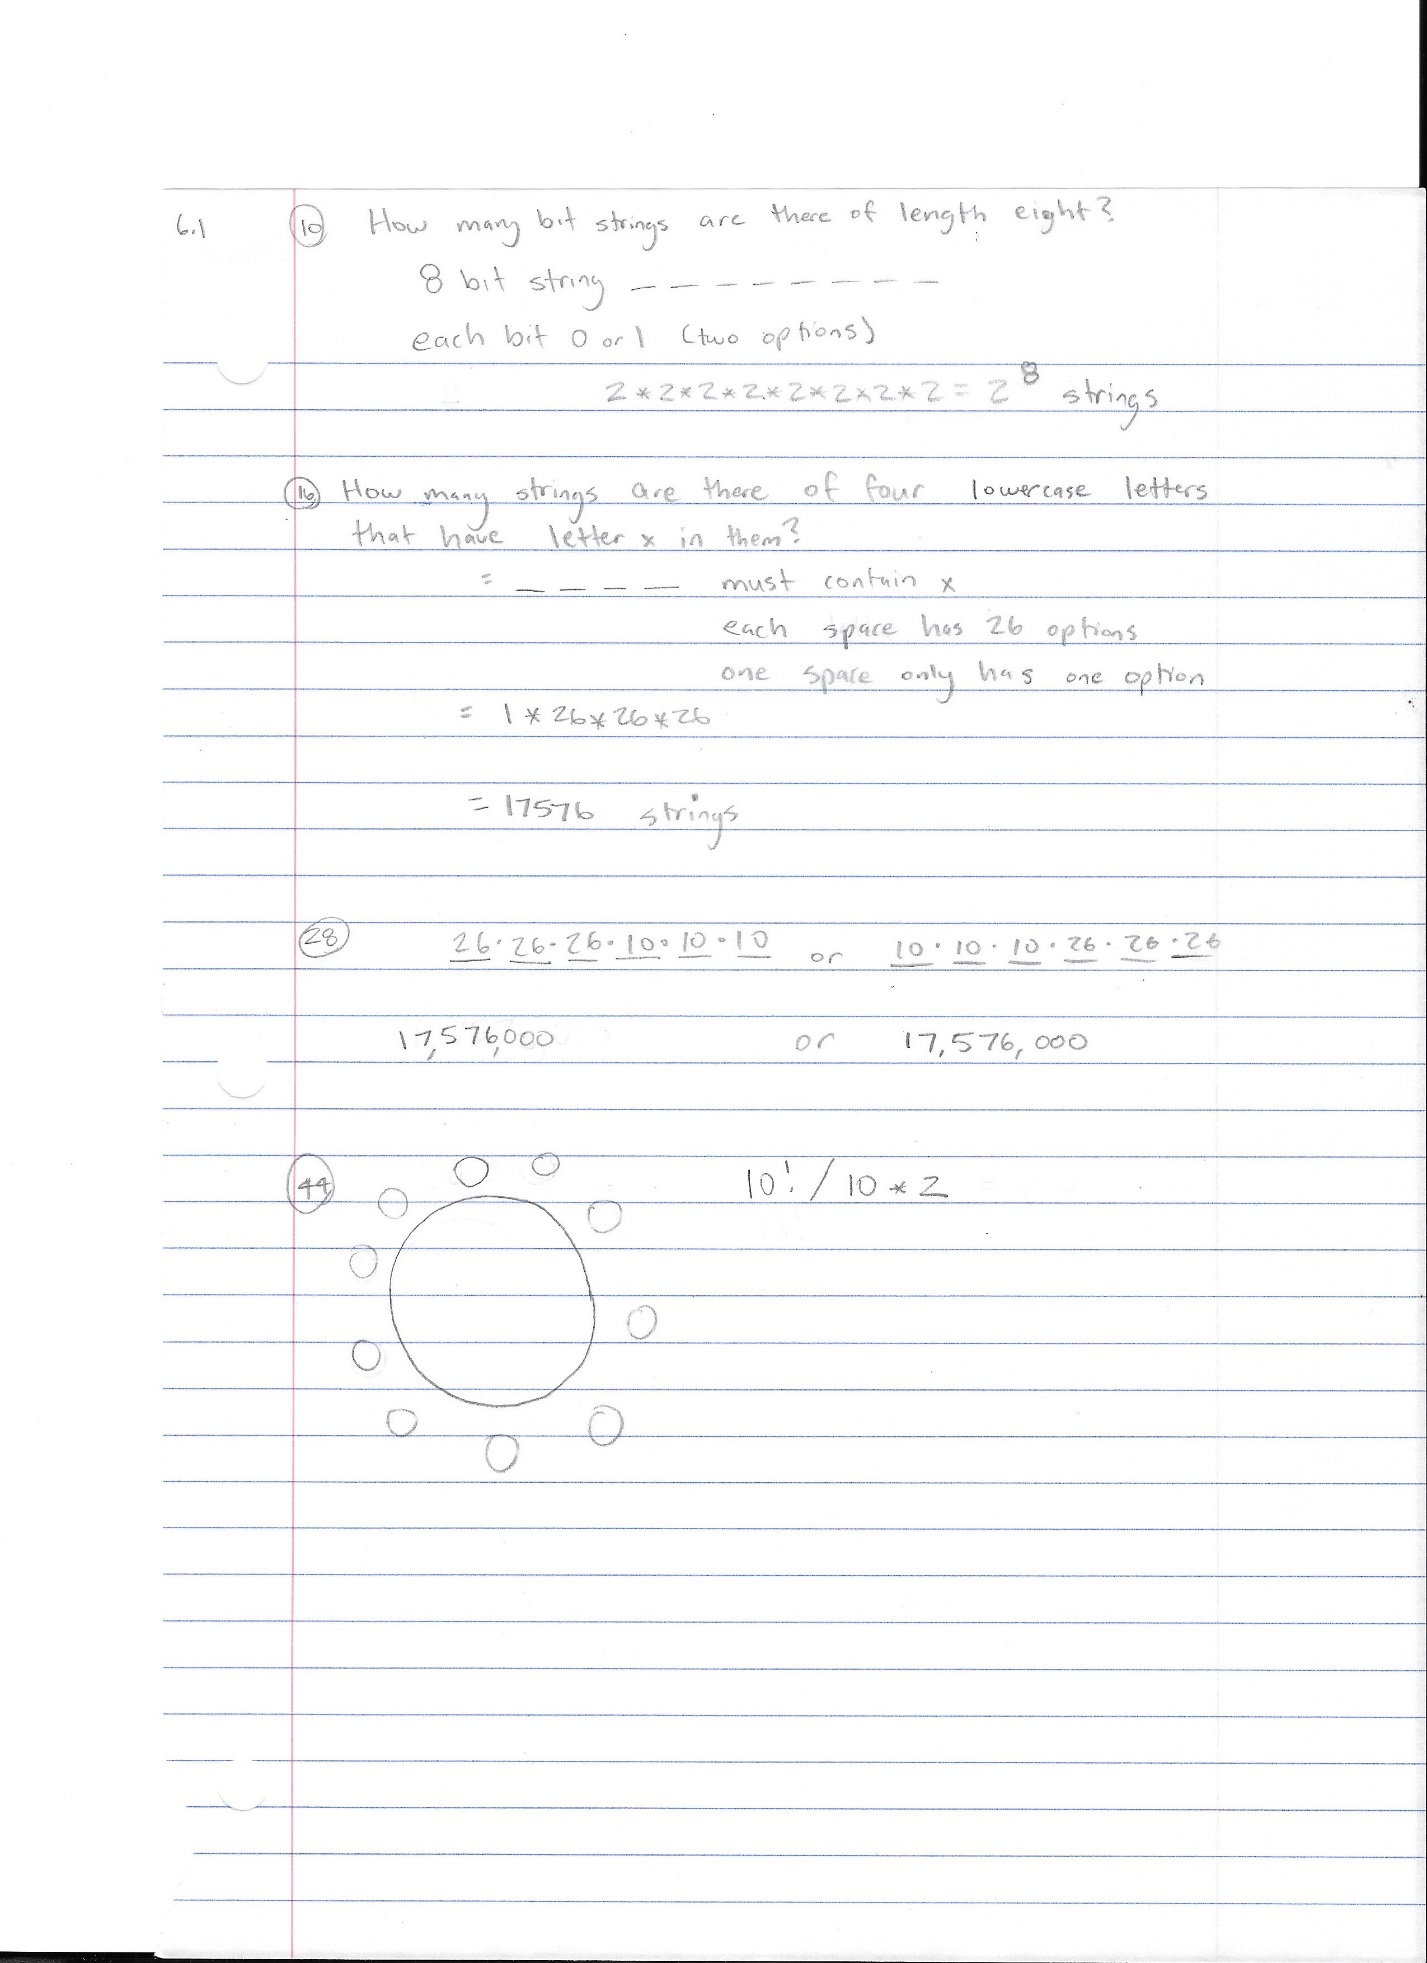 6.1 10 How many bit strings are there of length eight?
8 bit string _ _ _ _ _ _ _ _ _
each bit 0 or 1 (two options)
2 * 2 * 2 * 2 * 2 * 2 * 2 * 2 = 2^8 strings
16 How many strings are there of four lowercase letters
that have letter x in them?
= _ _ _ _ must contain x
each space has 26 options
one space only has one option
= 1 * 26 * 26 * 26
= 17576 strings
28 26 · 26 · 26 · 10 · 10 · 10 or 10 · 10 · 10 · 26 · 26 · 26
17,576,000 or 17,576,000
44 10! / 10 * 2